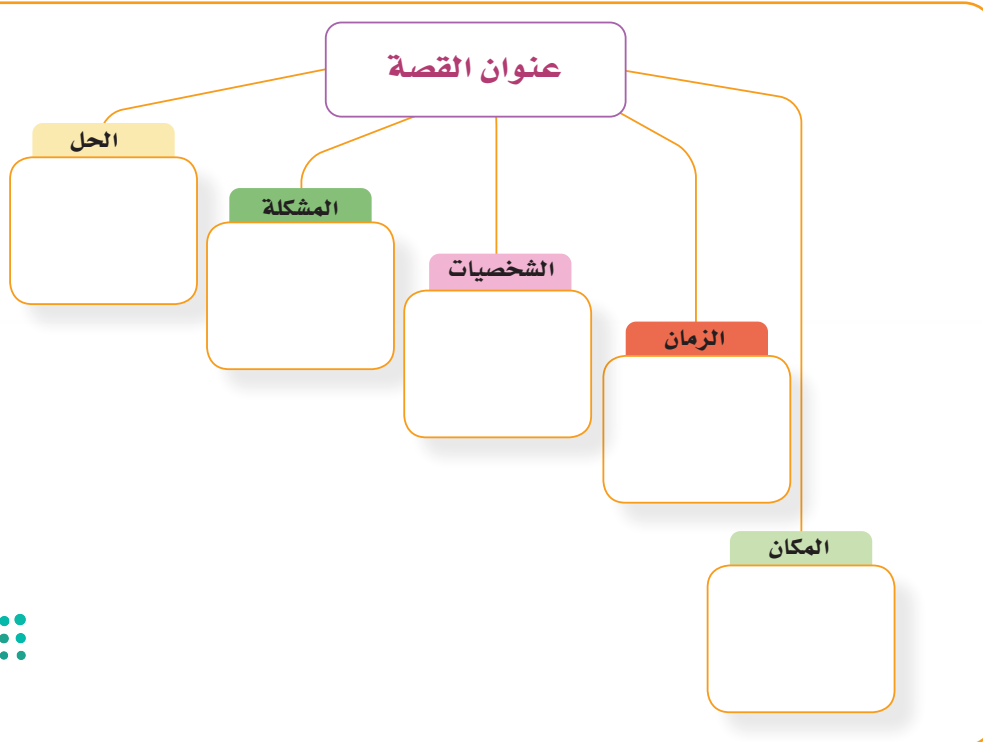 عنوان القصة
الحل
المشكلة
الشخصيات
الزمان
المكان